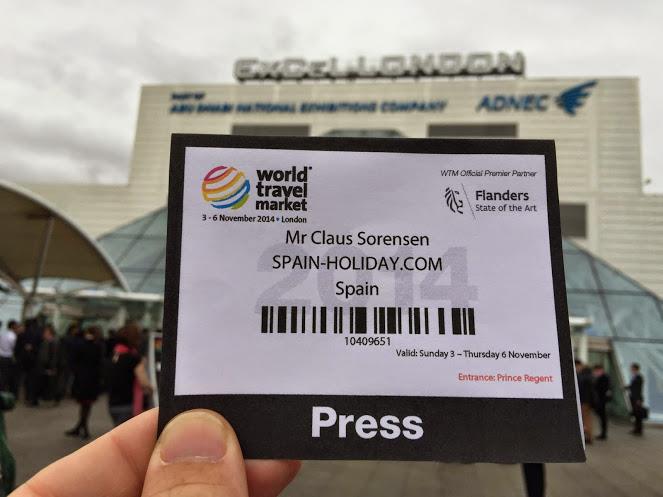 EXCEL LONDON
PART OF
ABU DHABI NATIONAL EXHIBITIONS COMPANY
ADNEC
world
travel
market
3 - 6 November 2014 • London
WTM Official Premier Partner
Flanders
State of the Art
2014
Mr Claus Sorensen
SPAIN-HOLIDAY.COM
Spain
10409651
Valid: Sunday 3 – Thursday 6 November
Entrance: Prince Regent
Press